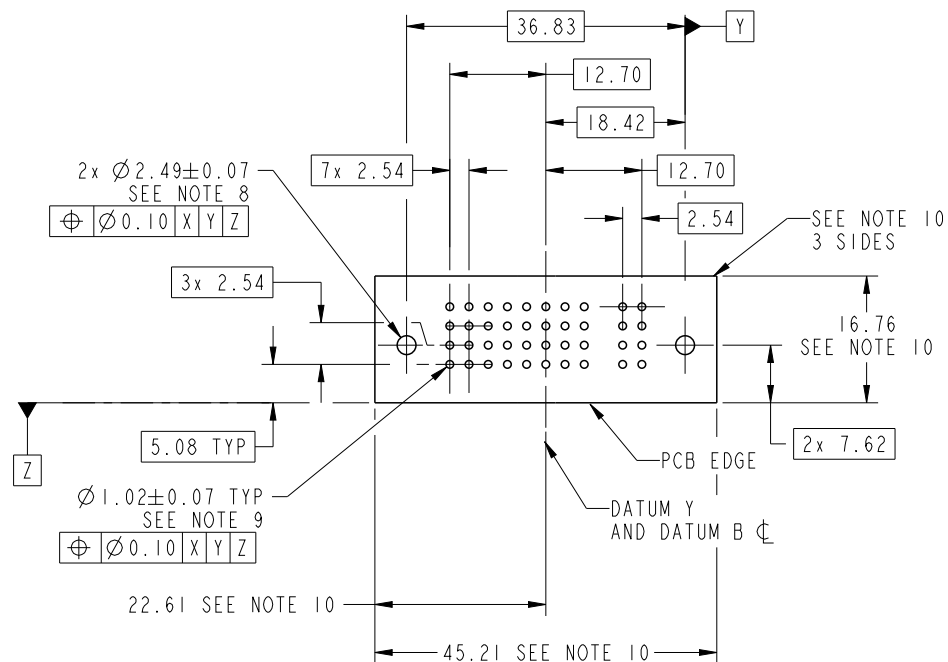 36.83
Y
12.70
18.42
2x Ø2.49±0.07
SEE NOTE 8
⌖ Ø0.10 X Y Z
7x 2.54
12.70
2.54
SEE NOTE 10
3 SIDES
3x 2.54
16.76
SEE NOTE 10
5.08 TYP
2x 7.62
Z
PCB EDGE
Ø1.02±0.07 TYP
SEE NOTE 9
⌖ Ø0.10 X Y Z
DATUM Y
AND DATUM B ℄
22.61 SEE NOTE 10
45.21 SEE NOTE 10